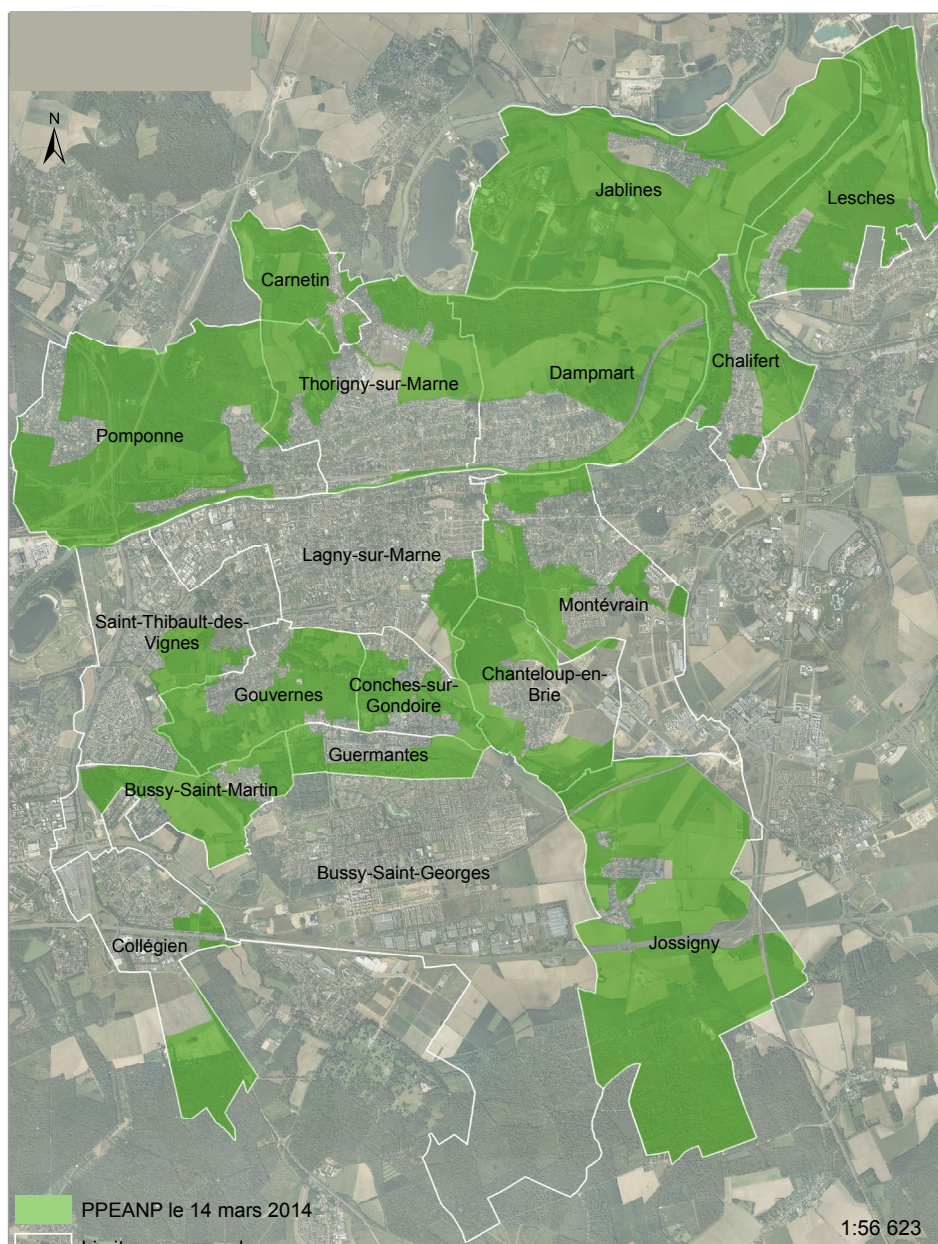 N
Jablines
Lesches
Carnetin
Chalifert
Dampmart
Thorigny-sur-Marne
Pomponne
Lagny-sur-Marne
Montévrain
Saint-Thibault-des-
Vignes
Chanteloup-en-
Brie
Gouvernes
Conches-sur-
Gondoire
Guermantes
Bussy-Saint-Martin
Bussy-Saint-Georges
Collégien
Jossigny
PPEANP le 14 mars 2014
1:56 623